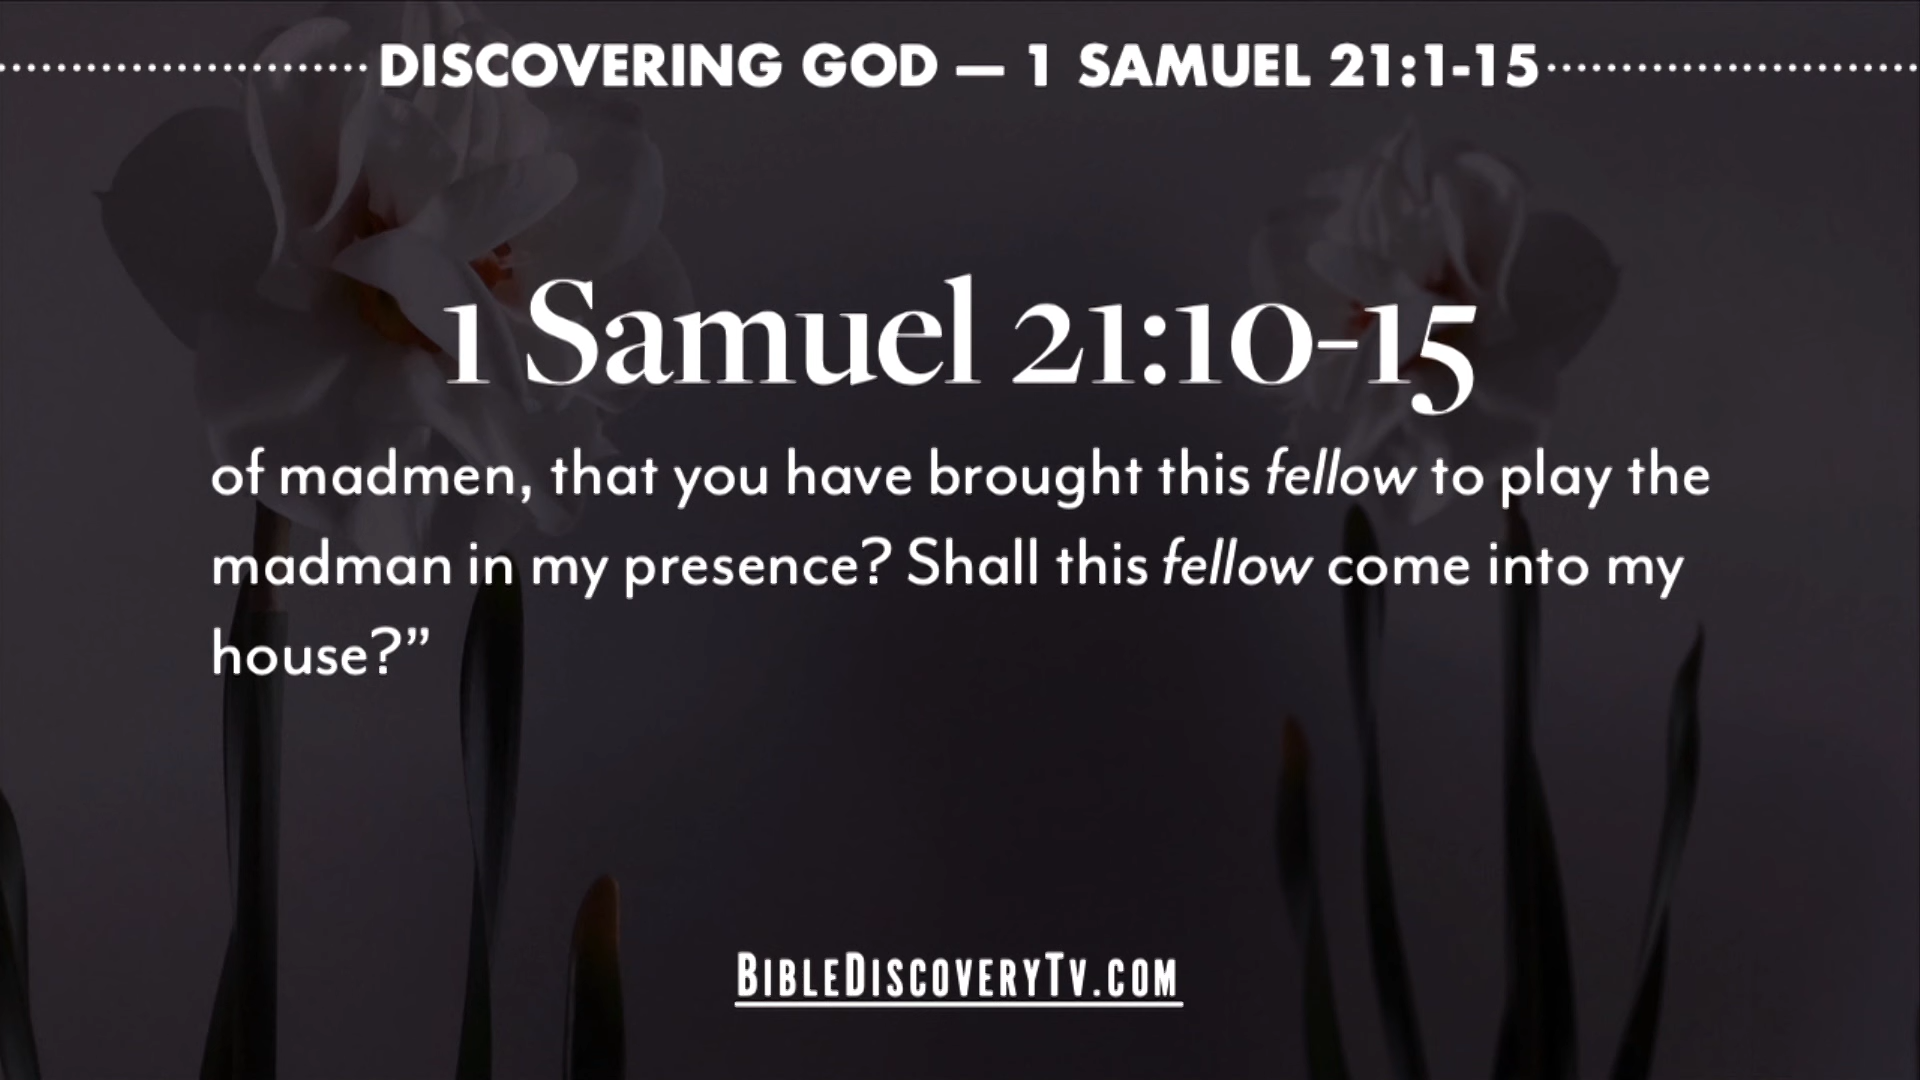 DISCOVERING GOD — 1 SAMUEL 21:1-15
1 Samuel 21:10-15
of madmen, that you have brought this fellow to play the
madman in my presence? Shall this fellow come into my
house?”
BIBLEDISCOVERYTV.COM